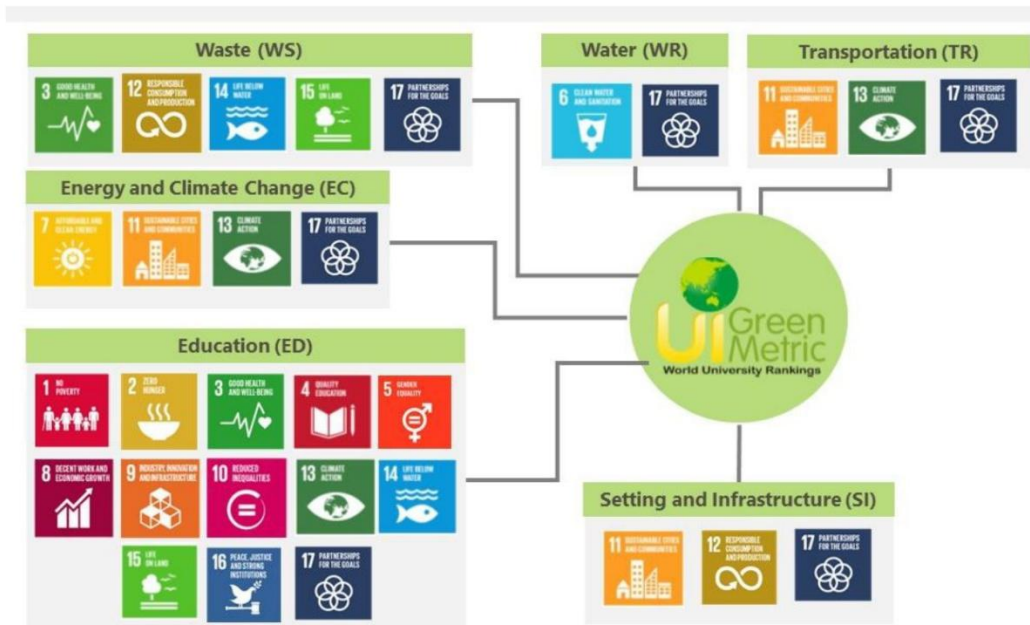 Waste (WS)
3 GOOD HEALTH
AND WELL-BEING
12 RESPONSIBLE
CONSUMPTION
AND PRODUCTION
14 LIFE BELOW
WATER
15 LIFE
ON LAND
17 PARTNERSHIPS
FOR THE GOALS
Water (WR)
6 CLEAN WATER
AND SANITATION
17 PARTNERSHIPS
FOR THE GOALS
Transportation (TR)
11 SUSTAINABLE CITIES
AND COMMUNITIES
13 CLIMATE
ACTION
17 PARTNERSHIPS
FOR THE GOALS
Energy and Climate Change (EC)
7 AFFORDABLE AND
CLEAN ENERGY
11 SUSTAINABLE CITIES
AND COMMUNITIES
13 CLIMATE
ACTION
17 PARTNERSHIPS
FOR THE GOALS
UI Green
Metric
World University Rankings
Education (ED)
1 NO
POVERTY
2 ZERO
HUNGER
3 GOOD HEALTH
AND WELL-BEING
4 QUALITY
EDUCATION
5 GENDER
EQUALITY
8 DECENT WORK AND
ECONOMIC GROWTH
9 INDUSTRY, INNOVATION
AND INFRASTRUCTURE
10 REDUCED
INEQUALITIES
13 CLIMATE
ACTION
14 LIFE BELOW
WATER
15 LIFE
ON LAND
16 PEACE, JUSTICE
AND STRONG
INSTITUTIONS
17 PARTNERSHIPS
FOR THE GOALS
Setting and Infrastructure (SI)
11 SUSTAINABLE CITIES
AND COMMUNITIES
12 RESPONSIBLE
CONSUMPTION
AND PRODUCTION
17 PARTNERSHIPS
FOR THE GOALS